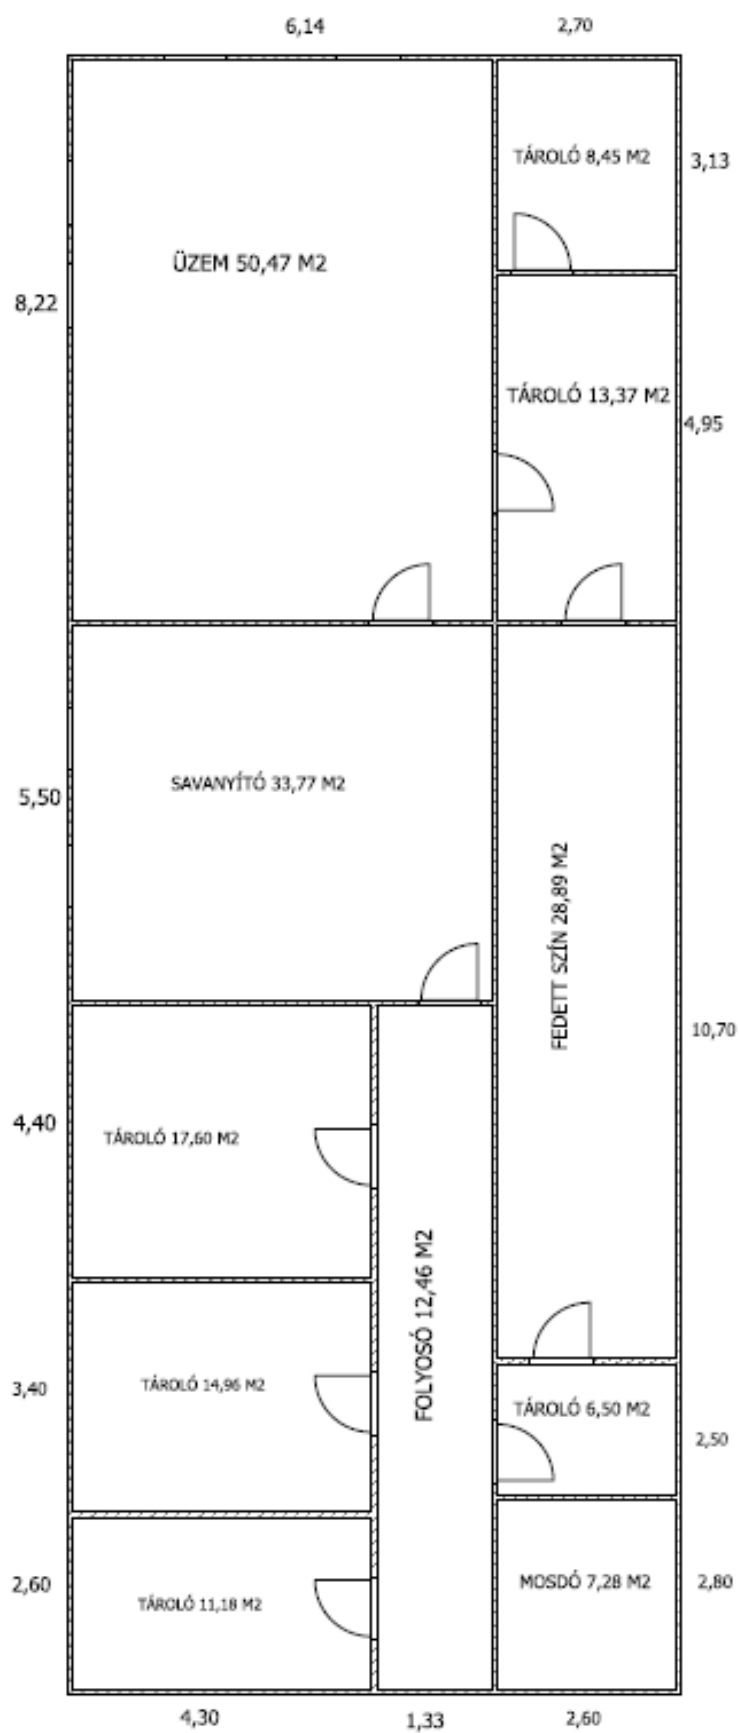 6,14
2,70
TÁROLÓ 8,45 M2
3,13
ÜZEM 50,47 M2
8,22
TÁROLÓ 13,37 M2
4,95
SAVANYÍTÓ 33,77 M2
5,50
FEDETT SZÍN 28,89 M2
10,70
4,40
TÁROLÓ 17,60 M2
FOLYOSÓ 12,46 M2
3,40
TÁROLÓ 14,96 M2
TÁROLÓ 6,50 M2
2,50
2,60
TÁROLÓ 11,18 M2
MOSDÓ 7,28 M2
2,80
4,30
1,33
2,60